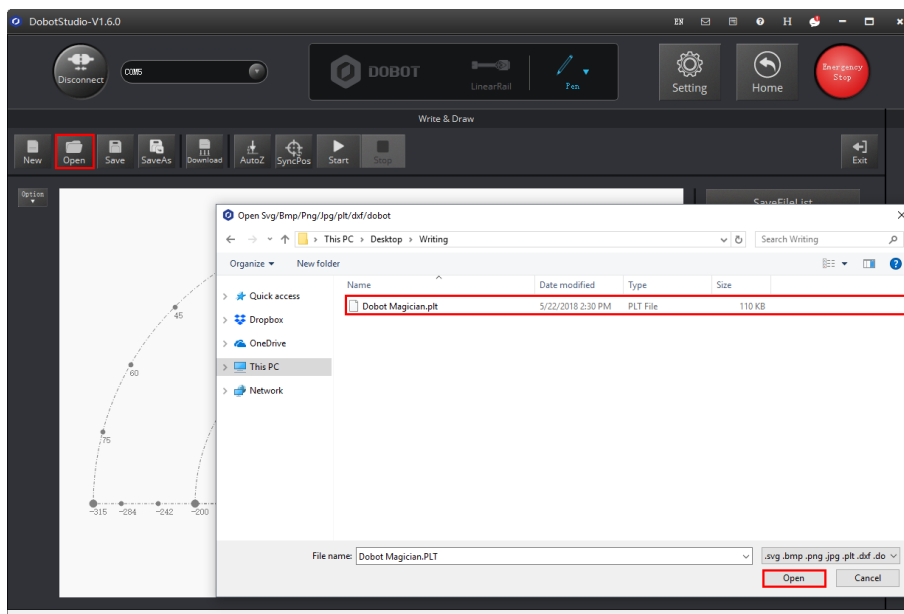 DobotStudio-V1.6.0
EN
H
Disconnect
COM5
DOBOT
LinearRail
Pen
Setting
Home
Emergency Stop
Write & Draw
New
Open
Save
SaveAs
Download
AutoZ
SyncPos
Start
Stop
Exit
Option
SaveFileList
Open Svg/Bmp/Png/Jpg/plt/dxf/dobot
This PC > Desktop > Writing
Search Writing
Organize
New folder
Name
Date modified
Type
Size
Quick access
Dropbox
OneDrive
This PC
Network
Dobot Magician.plt
5/22/2018 2:30 PM
PLT File
110 KB
45
60
75
-315
-284
-242
-200
File name:
Dobot Magician.PLT
.svg .bmp .png .jpg .plt .dxf .do
Open
Cancel